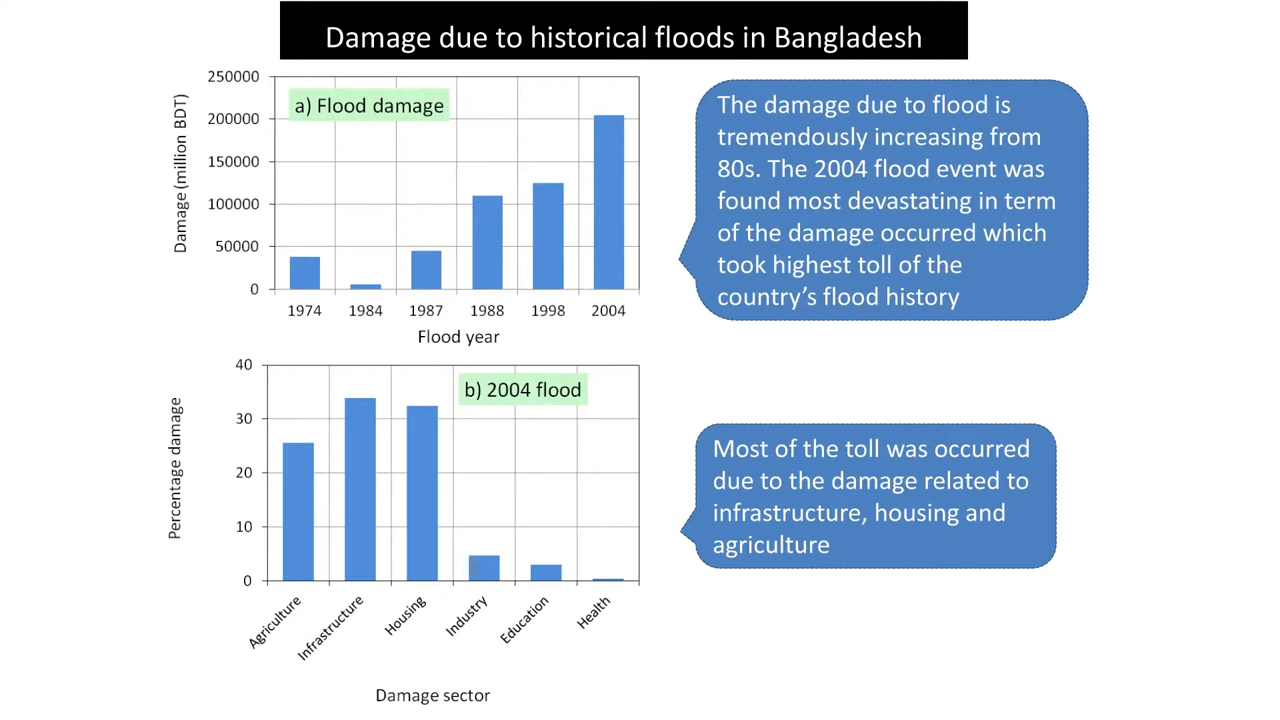 Damage due to historical floods in Bangladesh
a) Flood damage
Damage (million BDT)
250000
200000
150000
100000
50000
0
1974 1984 1987 1988 1998 2004
Flood year
The damage due to flood is
tremendously increasing from
80s. The 2004 flood event was
found most devastating in term
of the damage occurred which
took highest toll of the
country's flood history
b) 2004 flood
Percentage damage
40
30
20
10
0
Agriculture Infrastructure Housing Industry Education Health
Damage sector
Most of the toll was occurred
due to the damage related to
infrastructure, housing and
agriculture